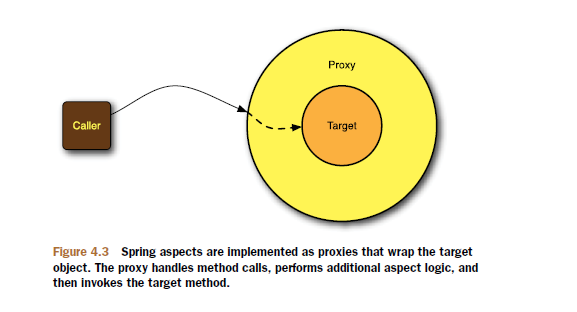 Proxy
Caller
Target
Figure 4.3 Spring aspects are implemented as proxies that wrap the target
object. The proxy handles method calls, performs additional aspect logic, and
then invokes the target method.